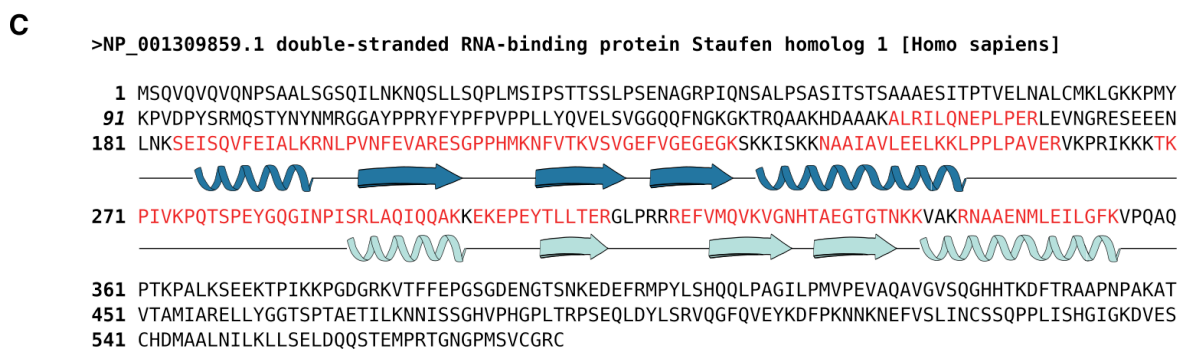 C
>NP_001309859.1 double-stranded RNA-binding protein Staufen homolog 1 [Homo sapiens]
1 MSQVQVQVQNPSAALSGSQILNKNQSLLSQPLMSIPSTTSSLPSENAGRPIQNSALPSASITSTSAAAESITPTVELNALCMKLGKKPMY
91 KPVDPYSRMQSTYNYNMRGGAYPPRYFYPFPVPPLLYQVELSVGGQQFNGKGKTRQAAKHDAAAKALRILQNEPLPERLEVNGRESEEEN
181 LNKSEISQVFEIALKRNLPVNFEVARESGPPHMKNFVTKVSVGEFVGEGEGKSKKISKKNAAIAVLEELKKLPPLPAVERVKPRIKKKTK
271 PIVKPQTSPEYGQGINPISRLAQIQQAKKEKEPEYTLLTERGLPRRREFVMQVKVGNHTAEGTGTNKKVAKRNAAENMLEILGFKVPQAQ
361 PTKPALKSEEKTPIKKPGDGRKVTFFEPGSGDENGTSNKEDEFRMPYLSHQQLPAGILPMVPEVAQAVGVSQGHHTKDFTRAAPNPAKAT
451 VTAMIARELLYGGTSPTAETILKNNISSGHVPHGPLTRPSEQLDYLSRVQGFQVEYKDFPKNNKNEFVSLINCSSQPPLISHGIGKDVES
541 CHDMAALNILKLLSELDQQSTEMPRTGNGPMSVCGRC